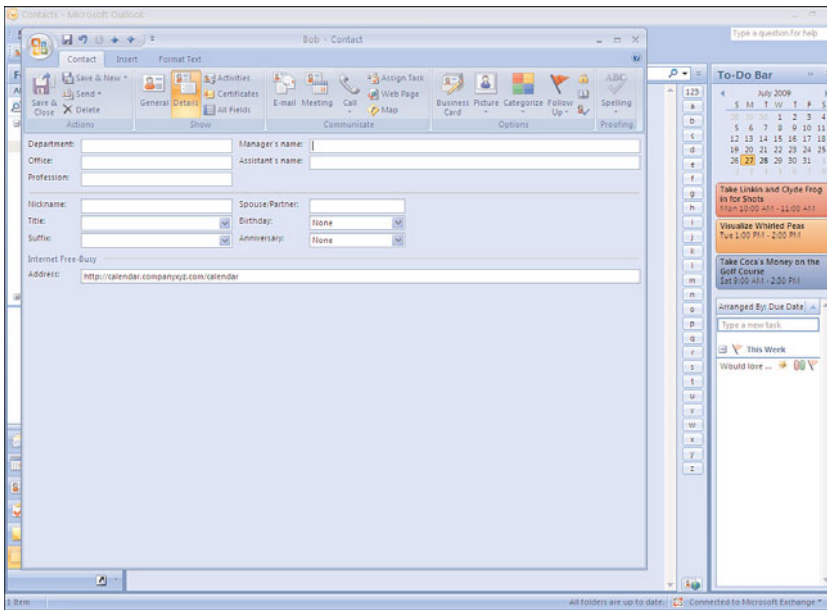 Contacts - Microsoft Outlook
Type a question for help
Bob - Contact
Contact Insert Format Text
Save & Close
Save & New
Send
Delete
Actions
General
Details
Activities
Certificates
All Fields
Show
E-mail
Meeting
Call
Assign Task
Web Page
Map
Communicate
Business Card
Picture
Categorize
Follow Up
Options
ABC
Spelling
Proofing
Department:
Manager's name:
Office:
Assistant's name:
Profession:
Nickname:
Spouse/Partner:
Title:
Birthday: None
Suffix:
Anniversary: None
Internet Free-Busy
Address: http://calendar.companyxyz.com/calendar
123
a
b
c
d
e
f
g
h
i
j
k
l
m
n
o
p
q
r
s
t
u
v
w
x
y
z
To-Do Bar
July 2009
S M T W T F S
28 29 30 1 2 3 4
5 6 7 8 9 10 11
12 13 14 15 16 17 18
19 20 21 22 23 24 25
26 27 28 29 30 31 1
2 3 4 5 6 7 8
Take Linkin and Clyde Frog
in for Shots
Mon 10:00 AM - 11:00 AM
Visualize Whirled Peas
Tue 1:00 PM - 2:00 PM
Take Coca's Money on the
Golf Course
Sat 9:00 AM - 2:30 PM
Arranged By: Due Date
Type a new task
This Week
Would love ...
1 Item
All folders are up to date.
Connected to Microsoft Exchange